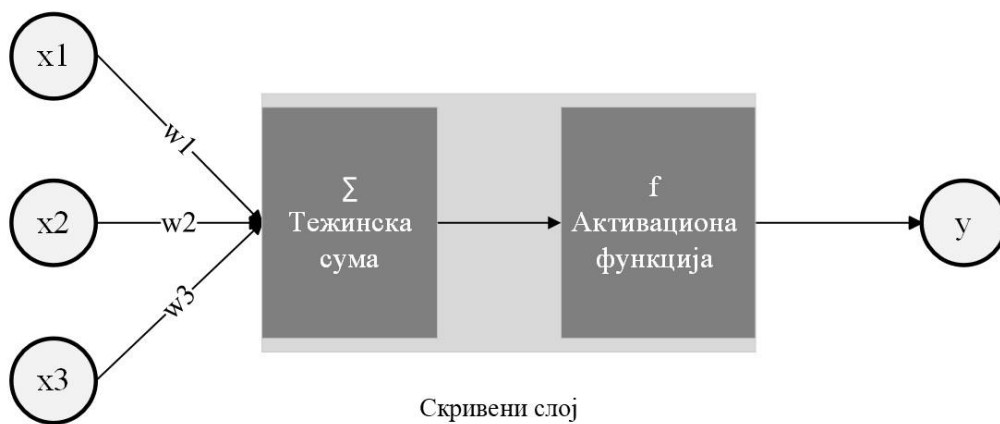 x1
w1
x2
w2
x3
w3
Σ
Тежинска
сума
f
Активациона
функција
y
Скривени слој